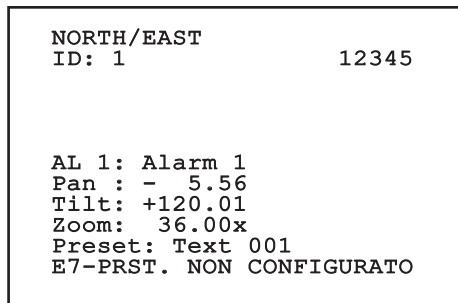 NORTH/EAST
ID: 1 12345
AL 1: Alarm 1
Pan : - 5.56
Tilt: +120.01
Zoom: 36.00x
Preset: Text 001
E7-PRST. NON CONFIGURATO